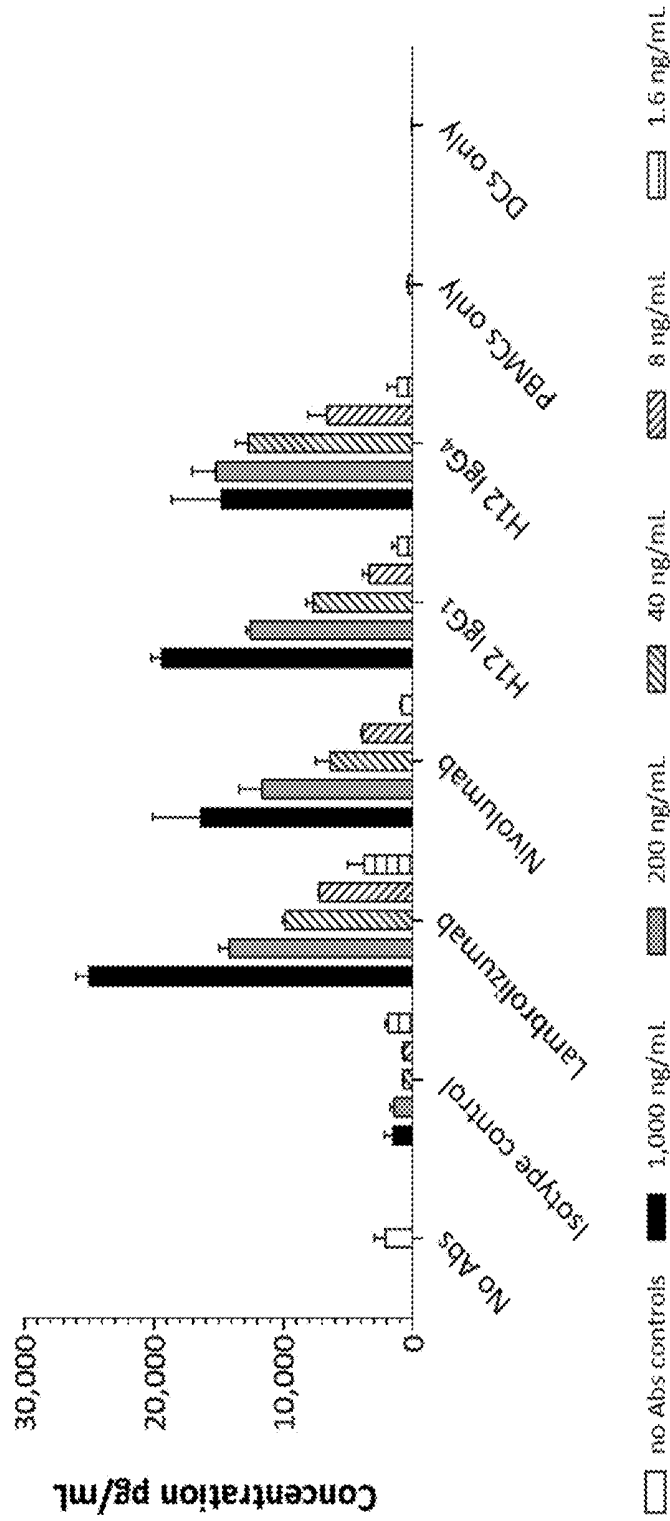 Concentration pg/mL
30,000
20,000
10,000
0
No Abs
Isotype control
Lambrolizumab
Nivolumab
H12 IgG1
H12 IgG4
PBMCs only
DCs only
no Abs controls
1,000 ng/mL
200 ng/mL
40 ng/mL
8 ng/mL
1.6 ng/mL